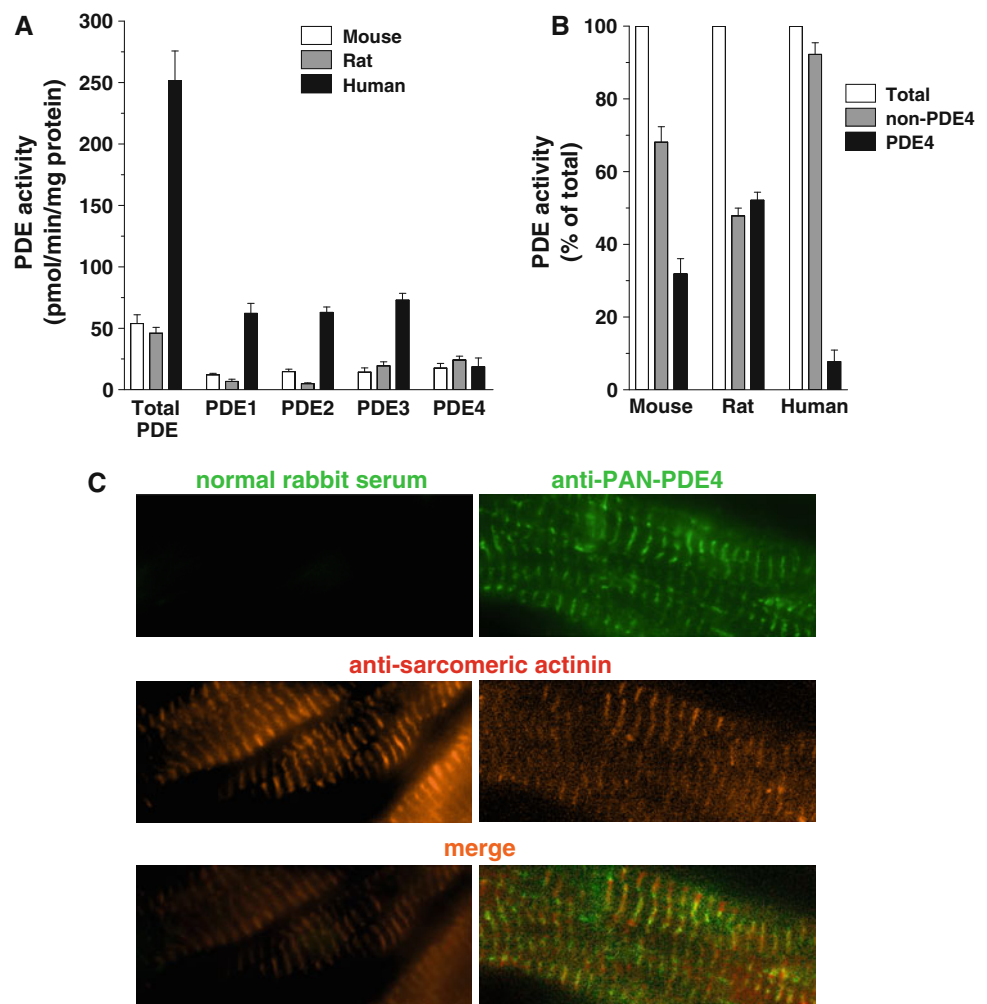 A
PDE activity
(pmol/min/mg protein)
300
250
200
150
100
50
0
Mouse
Rat
Human
Total
PDE
PDE1
PDE2
PDE3
PDE4
B
PDE activity
(% of total)
100
80
60
40
20
0
Total
non-PDE4
PDE4
Mouse
Rat
Human
C
normal rabbit serum
anti-PAN-PDE4
anti-sarcomeric actinin
merge